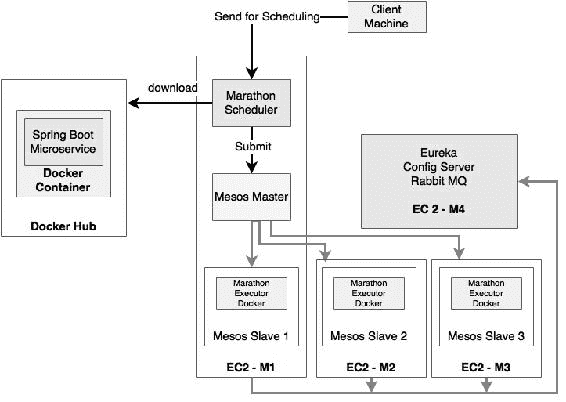 Send for Scheduling
Client
Machine
download
Marathon
Scheduler
Spring Boot
Microservice
Docker
Container
Docker Hub
Submit
Mesos Master
Eureka
Config Server
Rabbit MQ
EC 2 - M4
Marathon
Executor
Docker
Mesos Slave 1
EC2 - M1
Marathon
Executor
Docker
Mesos Slave 2
EC2 - M2
Marathon
Executor
Docker
Mesos Slave 3
EC2 - M3